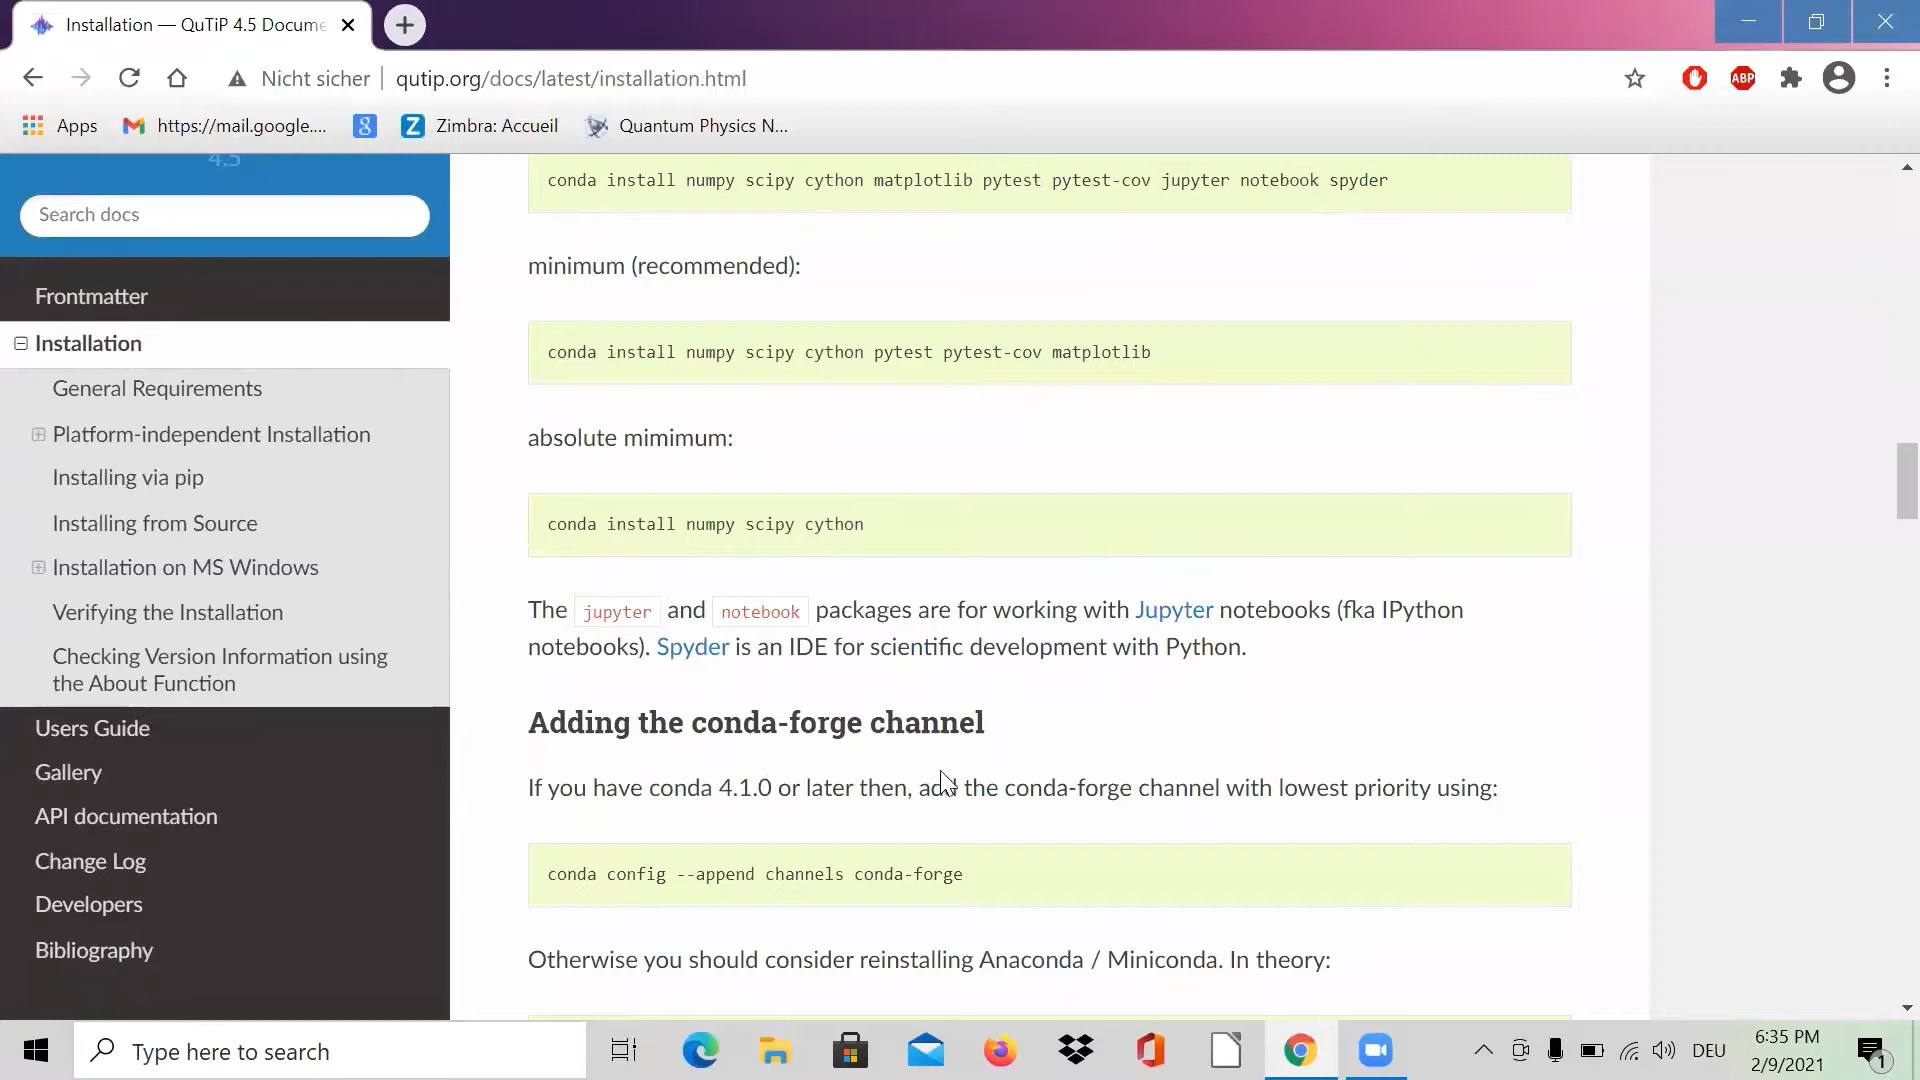 Installation — QuTiP 4.5 Docume
Nicht sicher
qutip.org/docs/latest/installation.html
ABP
Apps
https://mail.google....
8
Z
Zimbra: Accueil
Quantum Physics N...
4.5
Search docs
Frontmatter
Installation
General Requirements
Platform-independent Installation
Installing via pip
Installing from Source
Installation on MS Windows
Verifying the Installation
Checking Version Information using
the About Function
Users Guide
Gallery
API documentation
Change Log
Developers
Bibliography
conda install numpy scipy cython matplotlib pytest pytest-cov jupyter notebook spyder
minimum (recommended):
conda install numpy scipy cython pytest pytest-cov matplotlib
absolute mimimum:
conda install numpy scipy cython
The jupyter and notebook packages are for working with Jupyter notebooks (fka IPython
notebooks). Spyder is an IDE for scientific development with Python.
Adding the conda-forge channel
If you have conda 4.1.0 or later then, add the conda-forge channel with lowest priority using:
conda config --append channels conda-forge
Otherwise you should consider reinstalling Anaconda / Miniconda. In theory:
Type here to search
DEU
6:35 PM
2/9/2021
1